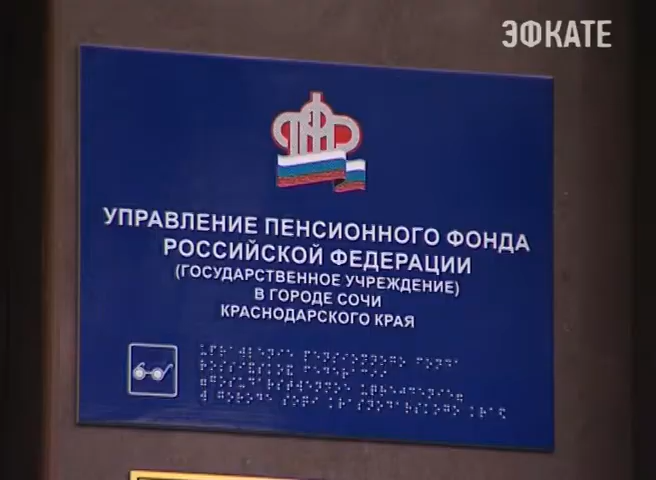 ЭФКАТЕ
УПРАВЛЕНИЕ ПЕНСИОННОГО ФОНДА
РОССИЙСКОЙ ФЕДЕРАЦИИ
(ГОСУДАРСТВЕННОЕ УЧРЕЖДЕНИЕ)
В ГОРОДЕ СОЧИ
КРАСНОДАРСКОГО КРАЯ